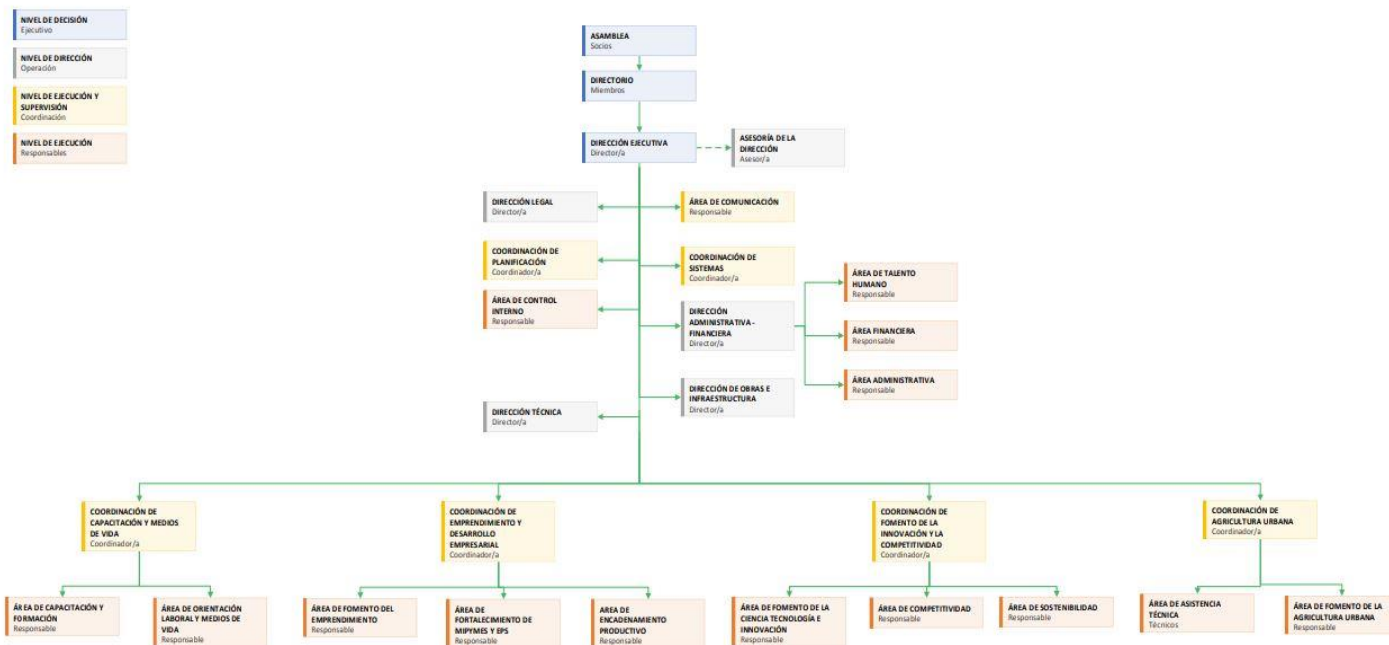 NIVEL DE DECISIÓN
Ejecutivo
NIVEL DE DIRECCIÓN
Operación
NIVEL DE EJECUCIÓN Y
SUPERVISIÓN
Coordinación
NIVEL DE EJECUCIÓN
Responsables
ASAMBLEA
Socios
DIRECTORIO
Miembros
DIRECCIÓN EJECUTIVA
Director/a
ASESORÍA DE LA
DIRECCIÓN
Asesor/a
DIRECCIÓN LEGAL
Director/a
ÁREA DE COMUNICACIÓN
Responsable
COORDINACIÓN DE
PLANIFICACIÓN
Coordinador/a
COORDINACIÓN DE
SISTEMAS
Coordinador/a
ÁREA DE CONTROL
INTERNO
Responsable
DIRECCIÓN
ADMINISTRATIVA -
FINANCIERA
Director/a
ÁREA DE TALENTO
HUMANO
Responsable
ÁREA FINANCIERA
Responsable
ÁREA ADMINISTRATIVA
Responsable
DIRECCIÓN DE OBRAS E
INFRAESTRUCTURA
Director/a
DIRECCIÓN TÉCNICA
Director/a
COORDINACIÓN DE
CAPACITACIÓN Y MEDIOS
DE VIDA
Coordinador/a
COORDINACIÓN DE
EMPRENDIMIENTO Y
DESARROLLO
EMPRESARIAL
Coordinador/a
COORDINACIÓN DE
FOMENTO DE LA
INNOVACIÓN Y LA
COMPETITIVIDAD
Coordinador/a
COORDINACIÓN DE
AGRICULTURA URBANA
Coordinador/a
ÁREA DE CAPACITACIÓN Y
FORMACIÓN
Responsable
ÁREA DE ORIENTACIÓN
LABORAL Y MEDIOS DE
VIDA
Responsable
ÁREA DE FOMENTO DEL
EMPRENDIMIENTO
Responsable
ÁREA DE
FORTALECIMIENTO DE
MIPYMES Y EPS
Responsable
AREA DE
ENCADENAMIENTO
PRODUCTIVO
Responsable
ÁREA DE FOMENTO DE LA
CIENCIA TECNOLOGÍA E
INNOVACIÓN
Responsable
ÁREA DE COMPETITIVIDAD
Responsable
ÁREA DE SOSTENIBILIDAD
Responsable
ÁREA DE ASISTENCIA
TÉCNICA
Técnicos
ÁREA DE FOMENTO DE LA
AGRICULTURA URBANA
Responsable